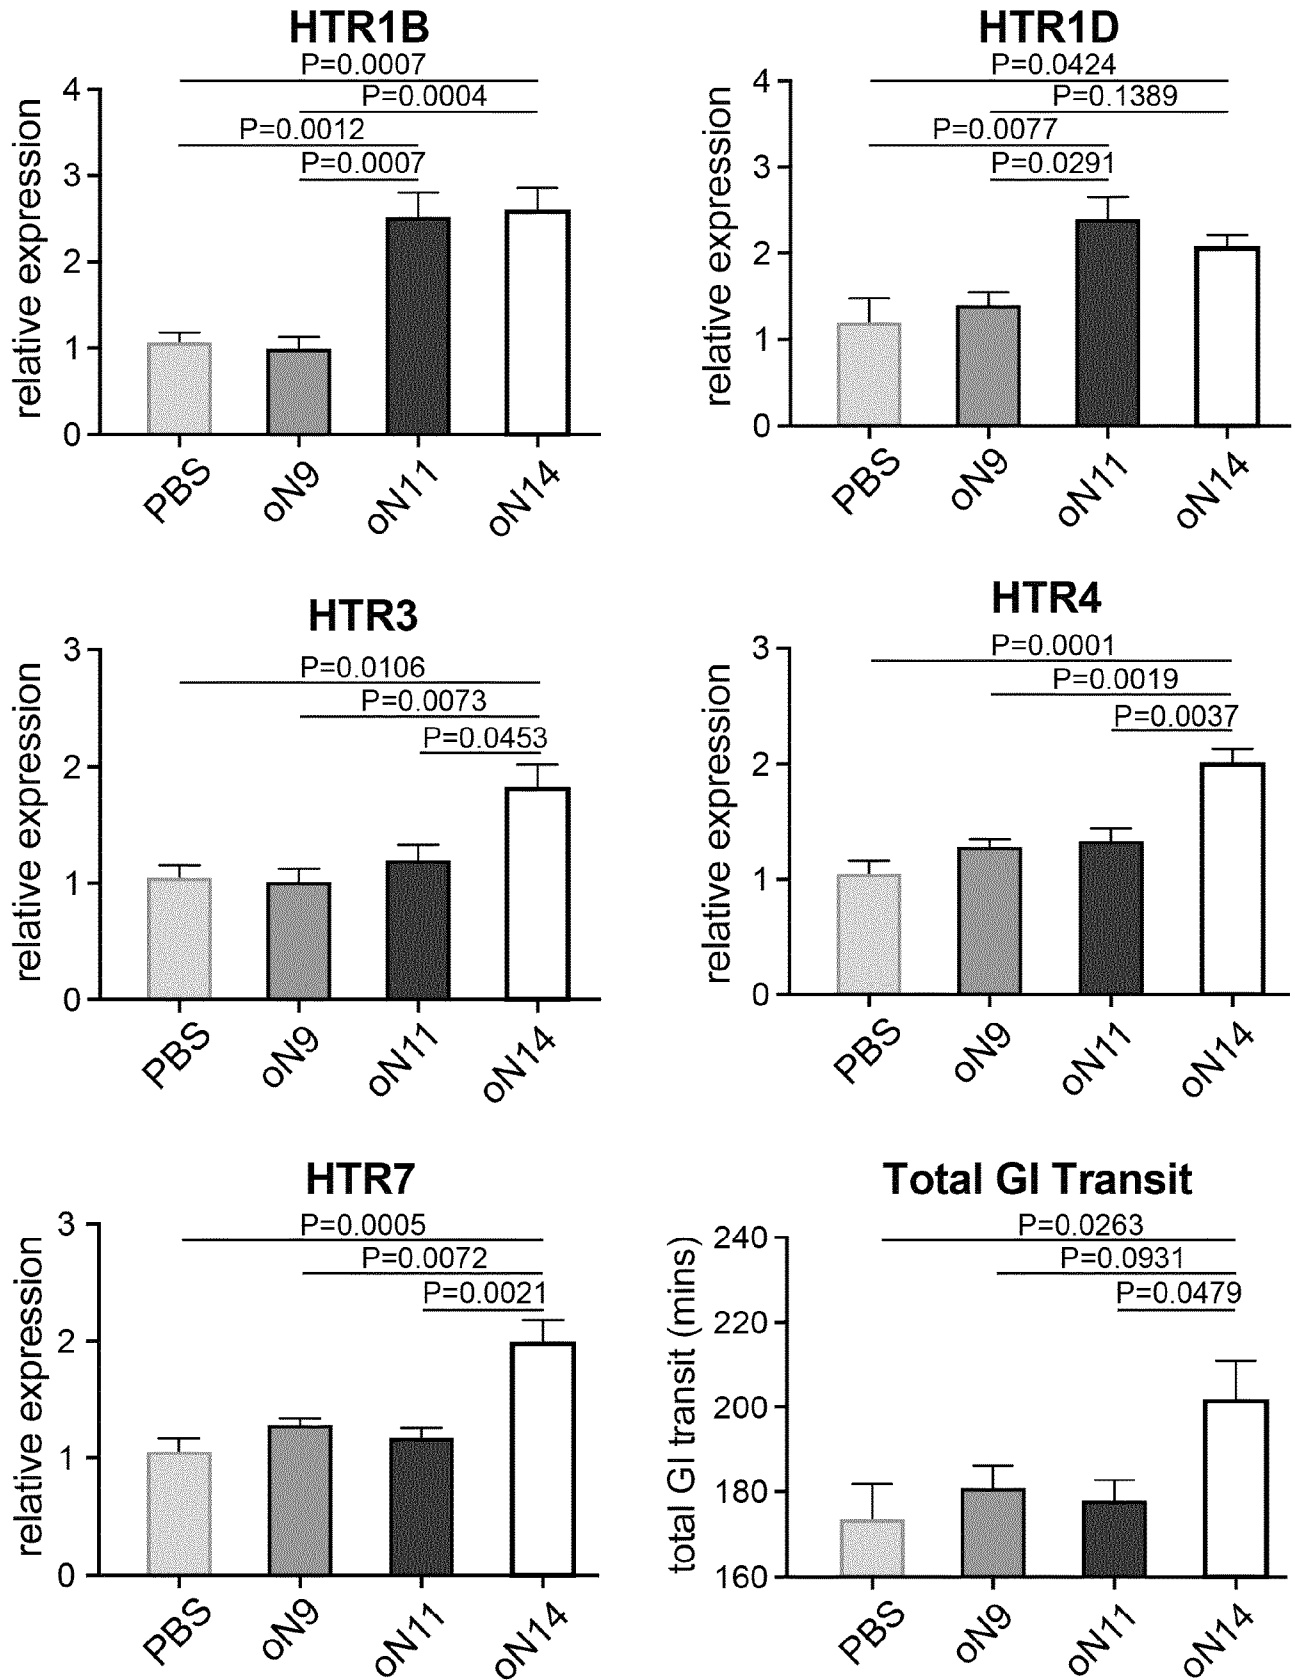 HTR1B
P=0.0007
P=0.0004
P=0.0012
P=0.0007
relative expression
4
3
2
1
0
PBS
oN9
oN11
oN14
HTR1D
P=0.0424
P=0.1389
P=0.0077
P=0.0291
relative expression
4
3
2
1
0
PBS
oN9
oN11
oN14
HTR3
P=0.0106
P=0.0073
P=0.0453
relative expression
3
2
1
0
PBS
oN9
oN11
oN14
HTR4
P=0.0001
P=0.0019
P=0.0037
relative expression
3
2
1
0
PBS
oN9
oN11
oN14
HTR7
P=0.0005
P=0.0072
P=0.0021
relative expression
3
2
1
0
PBS
oN9
oN11
oN14
Total GI Transit
P=0.0263
P=0.0931
P=0.0479
total GI transit (mins)
240
220
200
180
160
PBS
oN9
oN11
oN14